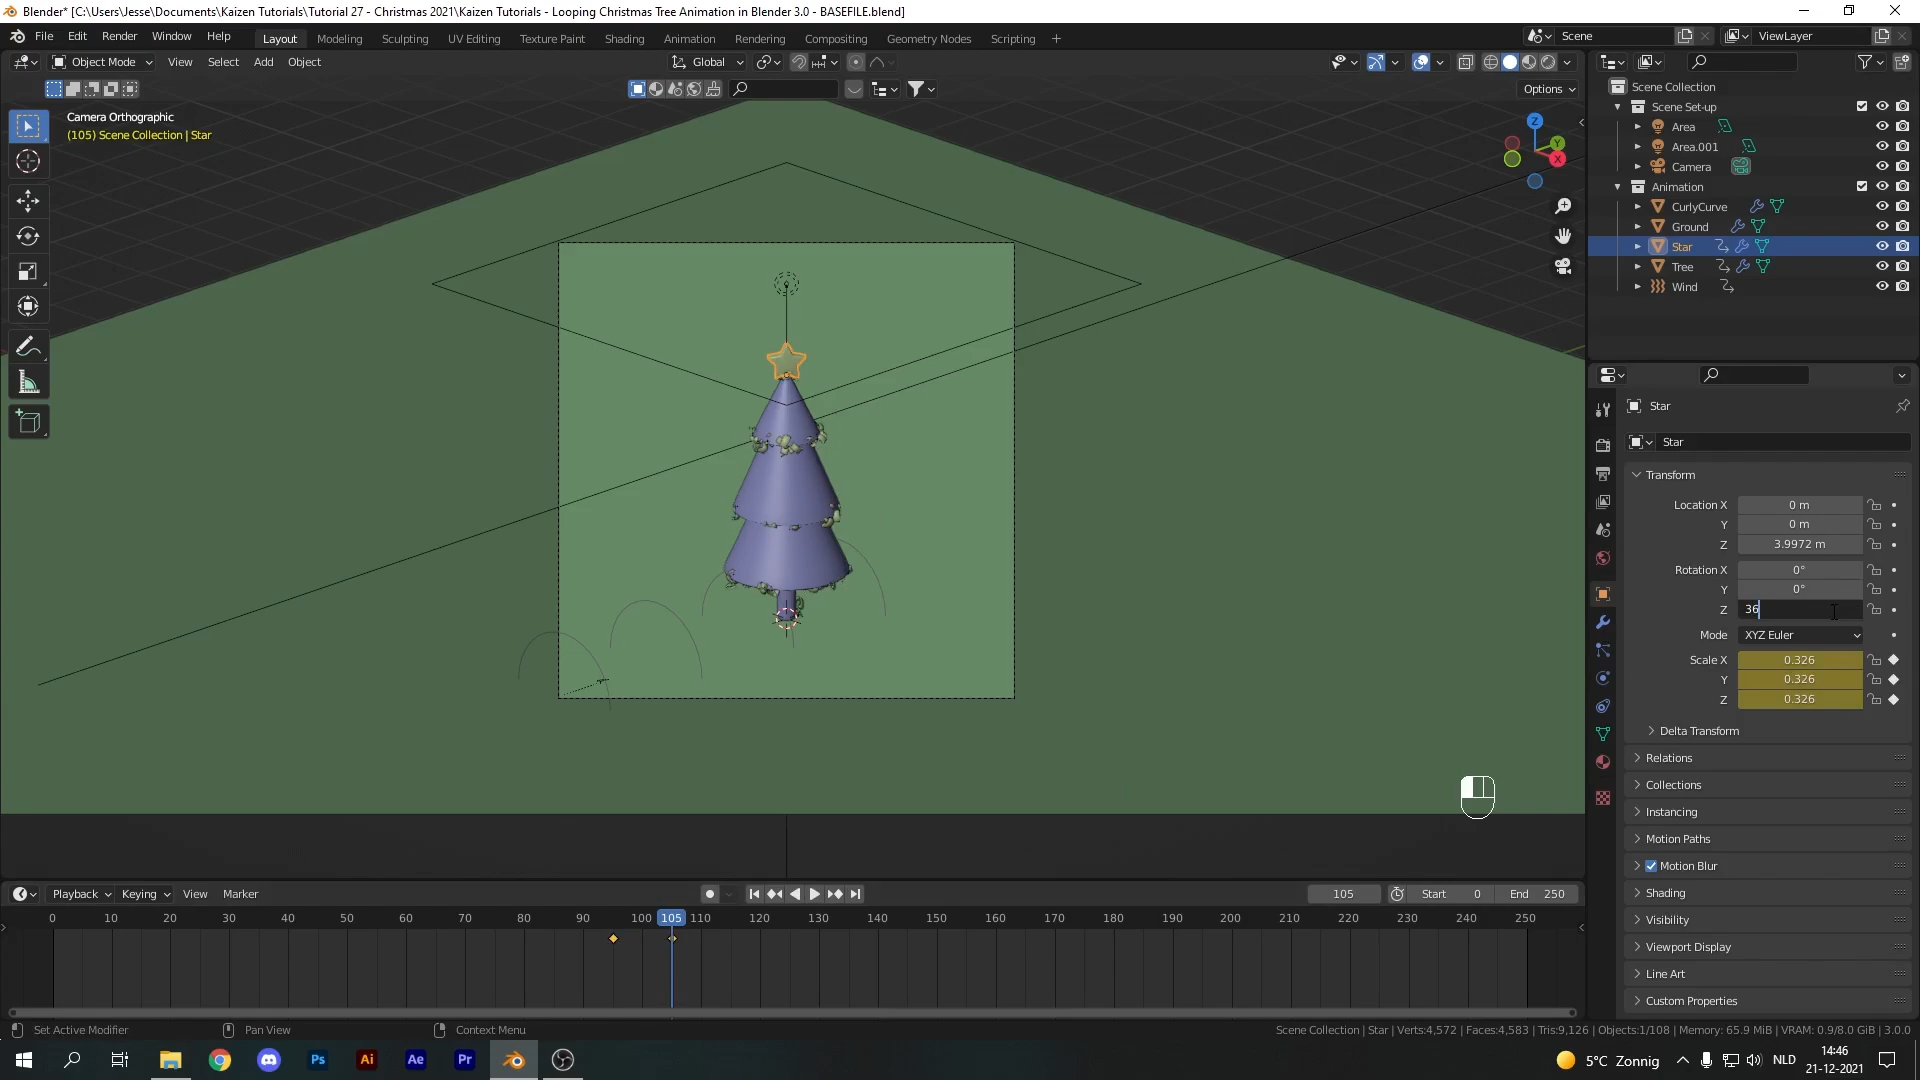 Blender* [C:\Users\Jesse\Documents\Kaizen Tutorials\Tutorial 27 - Christmas 2021\Kaizen Tutorials - Looping Christmas Tree Animation in Blender 3.0 - BASEFILE.blend]
File Edit Render Window Help Layout Modeling Sculpting UV Editing Texture Paint Shading Animation Rendering Compositing Geometry Nodes Scripting + Scene ViewLayer
Object Mode View Select Add Object Global
Options
Camera Orthographic
(105) Scene Collection | Star
Z
Y
X
Scene Collection
Scene Set-up
Area
Area.001
Camera
Animation
CurlyCurve
Ground
Star
Tree
Wind
Star
Star
Transform
Location X 0 m
Y 0 m
Z 3.9972 m
Rotation X 0°
Y 0°
Z 36
Mode XYZ Euler
Scale X 0.326
Y 0.326
Z 0.326
Delta Transform
Relations
Collections
Instancing
Motion Paths
Motion Blur
Shading
Visibility
Viewport Display
Line Art
Custom Properties
Playback Keying View Marker 105 Start 0 End 250
0 10 20 30 40 50 60 70 80 90 100 105 110 120 130 140 150 160 170 180 190 200 210 220 230 240 250
Set Active Modifier Pan View Context Menu Scene Collection | Star | Verts:4,572 | Faces:4,583 | Tris:9,126 | Objects:1/108 | Memory: 65.9 MiB | VRAM: 0.9/8.0 GiB | 3.0.0
Ps Ai Ae Pr 5°C Zonnig NLD 14:46
21-12-2021